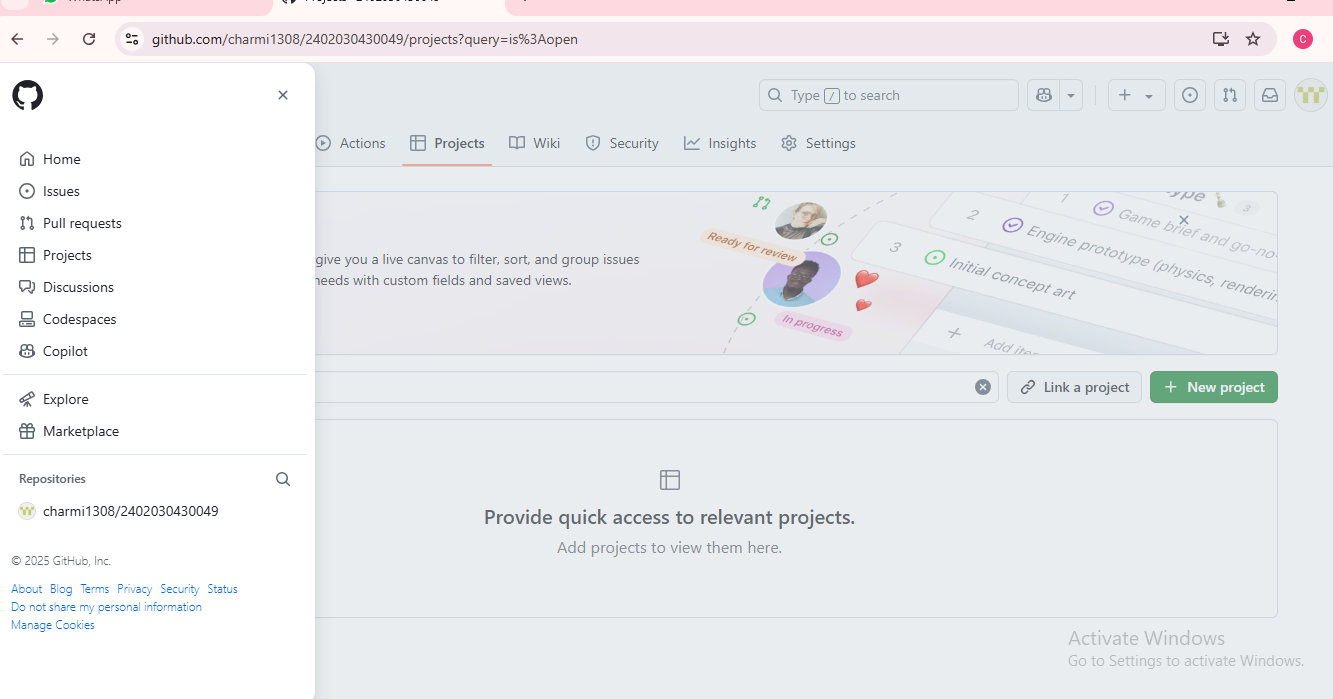 WhatsApp
Projects · 2402030430049
github.com/charmi1308/2402030430049/projects?query=is%3Aopen
C
Type / to search
Home
Issues
Pull requests
Projects
Discussions
Codespaces
Copilot
Explore
Marketplace
Repositories
charmi1308/2402030430049
© 2025 GitHub, Inc.
About Blog Terms Privacy Security Status
Do not share my personal information
Manage Cookies
Actions Projects Wiki Security Insights Settings
give you a live canvas to filter, sort, and group issues
needs with custom fields and saved views.
Ready for review
In progress
1 Game brief and go-no-
2 Engine prototype (physics, renderin
3 Initial concept art
3
Link a project
New project
Provide quick access to relevant projects.
Add projects to view them here.
Activate Windows
Go to Settings to activate Windows.